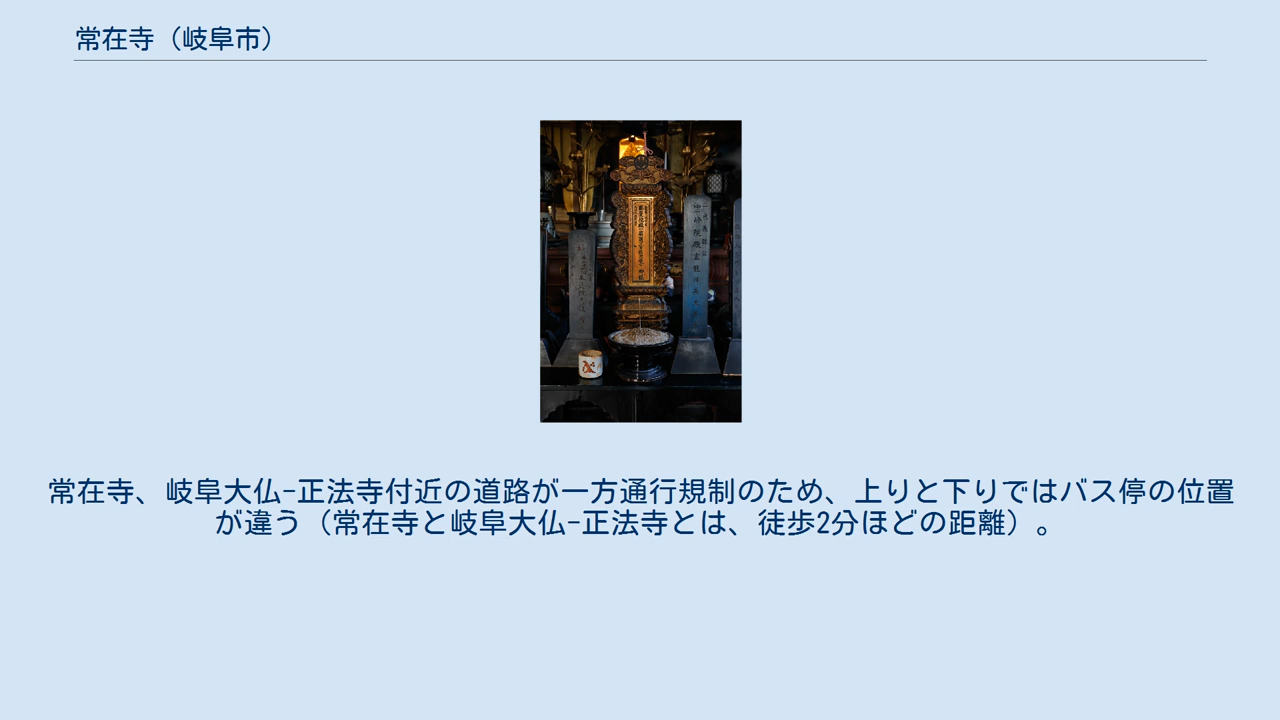 常在寺（岐阜市）
常在寺、岐阜大仏−正法寺付近の道路が一方通行規制のため、上りと下りではバス停の位置
が違う（常在寺と岐阜大仏−正法寺とは、徒歩2分ほどの距離）。